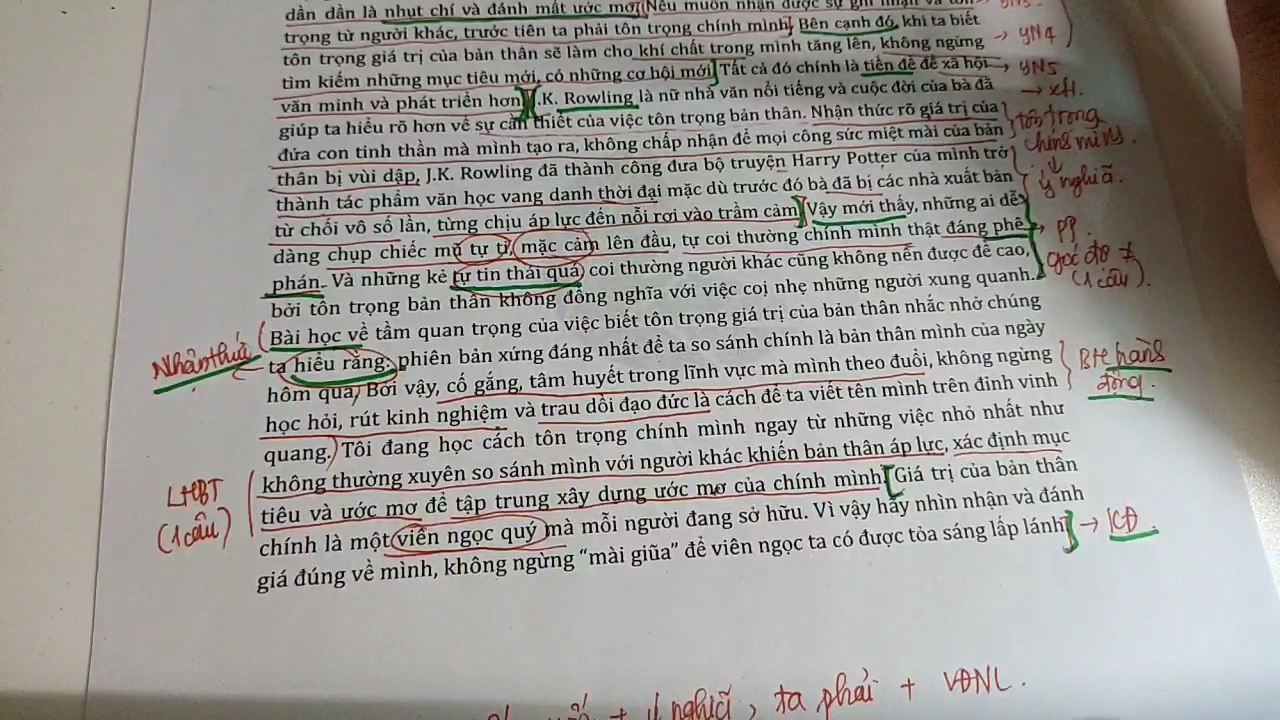 dần dần là nhụt chí và đánh mất ước mơ. Nếu muốn nhận được sự ghi nhận và tôn
trọng từ người khác, trước tiên ta phải tôn trọng chính mình. Bên cạnh đó, khi ta biết
tôn trọng giá trị của bản thân sẽ làm cho khí chất trong mình tăng lên, không ngừng → YN4
tìm kiếm những mục tiêu mới, có những cơ hội mới. Tất cả đó chính là tiền đề để xã hội → YN5
văn minh và phát triển hơn. J.K. Rowling là nữ nhà văn nổi tiếng và cuộc đời của bà đã → XH.
giúp ta hiểu rõ hơn về sự cần thiết của việc tôn trọng bản thân. Nhận thức rõ giá trị của tôn trọng
đứa con tinh thần mà mình tạo ra, không chấp nhận để mọi công sức miệt mài của bản chính mình.
thân bị vùi dập, J.K. Rowling đã thành công đưa bộ truyện Harry Potter của mình trở
thành tác phẩm văn học vang danh thời đại mặc dù trước đó bà đã bị các nhà xuất bản ý nghĩa.
từ chối vô số lần, từng chịu áp lực đến nỗi rơi vào trầm cảm. Vậy mới thấy, những ai dễ
dàng chụp chiếc mũ tự ti, mặc cảm lên đầu, tự coi thường chính mình thật đáng phê → PP.
phán. Và những kẻ tự tin thái quá, coi thường người khác cũng không nên được đề cao, góc độ ≠
bởi tôn trọng bản thân không đồng nghĩa với việc coi nhẹ những người xung quanh. (1 câu).
Nhận thức Bài học về tầm quan trọng của việc biết tôn trọng giá trị của bản thân nhắc nhở chúng
ta hiểu rằng: phiên bản xứng đáng nhất để ta so sánh chính là bản thân mình của ngày
hôm qua. Bởi vậy, cố gắng, tâm huyết trong lĩnh vực mà mình theo đuổi, không ngừng BH hành
học hỏi, rút kinh nghiệm và trau dồi đạo đức là cách để ta viết tên mình trên đỉnh vinh động.
quang. Tôi đang học cách tôn trọng chính mình ngay từ những việc nhỏ nhất như
LHBT không thường xuyên so sánh mình với người khác khiến bản thân áp lực, xác định mục
(1 câu) tiêu và ước mơ để tập trung xây dựng ước mơ của chính mình. Giá trị của bản thân
chính là một viên ngọc quý mà mỗi người đang sở hữu. Vì vậy hãy nhìn nhận và đánh
giá đúng về mình, không ngừng “mài giũa” để viên ngọc ta có được tỏa sáng lấp lánh. → KĐ.
+ ý nghĩa, ta phải + VĐNL.